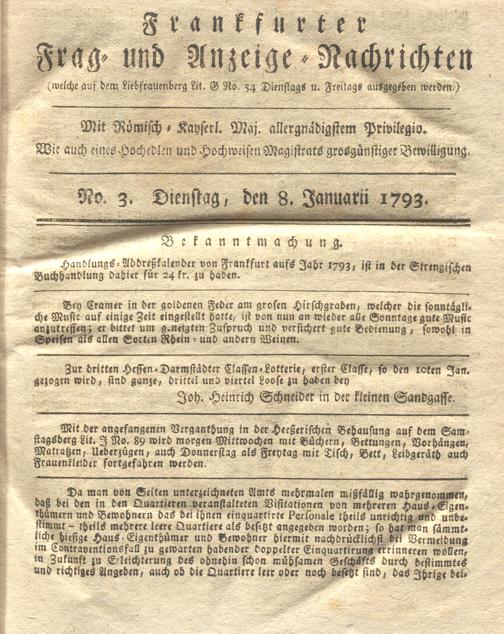 Frankfurter
Frag- und Anzeige-Nachrichten
(welche auf dem Liebfrauenberg Lit. G No. 54 Dienstags u. Freitags ausgegeben werden.)
Mit Römisch-Kayserl. Maj. allergnädigstem Privilegio.
Wie auch eines Hochedlen und Hochweisen Magistrats grosgünstiger Bewilligung.
No. 3. Dienstag, den 8. Januarii 1793.
Bekanntmachung.
Handlungs-Addreßkalender von Frankfurt aufs Jahr 1793, ist in der Strengischen
Buchhandlung dahier für 24 kr. zu haben.
Bey Cramer in der goldenen Feder am grosen Hirschgraben, welcher die sonntägli-
che Music auf einige Zeit eingestellt hatte, ist von nun an wieder alle Sonntage gute Music
anzutreffen; er bittet um geneigten Zuspruch und versichert gute Bedienung, sowohl in
Speisen als allen Sorten Rhein- und andern Weinen.
Zur dritten Hessen-Darmstädter Classen-Lotterie, erster Classe, so den 10ten Jan.
gezogen wird, sind ganze, drittel und viertel Loose zu haben bey
Joh. Heinrich Schneider in der kleinen Sandgasse.
Mit der angefangenen Verganthung in der Heßerischen Behausung auf dem Sam-
stagsberg Lit. J No. 89 wird morgen Mittwochen mit Büchern, Bettungen, Vorhängen,
Matratzen, Ueberzügen, auch Donnerstag als Freytag mit Tisch, Bett, Leibgeräth auch
Frauenkleider fortgefahren werden.
Da man von Seiten unterzeichneten Amts mehrmalen mißfällig wahrgenommen,
daß bei den in den Quartieren veranstalteten Visitationen von mehreren Haus-Eigen-
thümern und Bewohnern das bei ihnen einquartirte Personale theils unrichtig und unbe-
stimmt – theils mehrere leere Quartiere als besetzt angegeben worden; so hat man sämmt-
liche hiesige Haus-Eigenthümer und Bewohner hiermit nachdrücklichst bei Vermeidung
im Contraventionsfall zu gewarten habender doppelter Einquartirung errinneren wollen,
in Zukunft zu Erleichterung des ohnehin schon mühsamen Geschäfts durch bestimmtes
und richtiges Angeden, auch ob die Quartiere leer oder noch besetzt sind, das Ihrige bei-